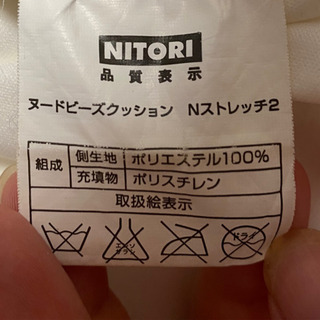 NITORI
品質表示
ヌードビーズクッション Nストレッチ2
組成 側生地 ポリエステル100%
充填物 ポリスチレン
取扱絵表示
エンソ サラシ ドライ